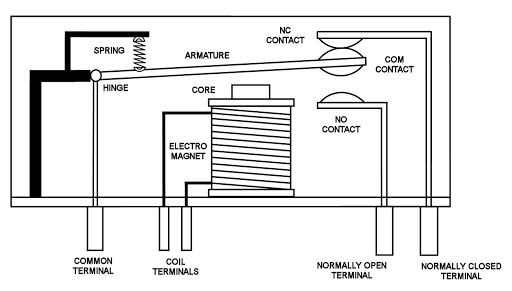 NC
CONTACT
SPRING
ARMATURE
COM
CONTACT
HINGE
CORE
NO
CONTACT
ELECTRO
MAGNET
COMMON
TERMINAL
COIL
TERMINALS
NORMALLY OPEN
TERMINAL
NORMALLY CLOSED
TERMINAL